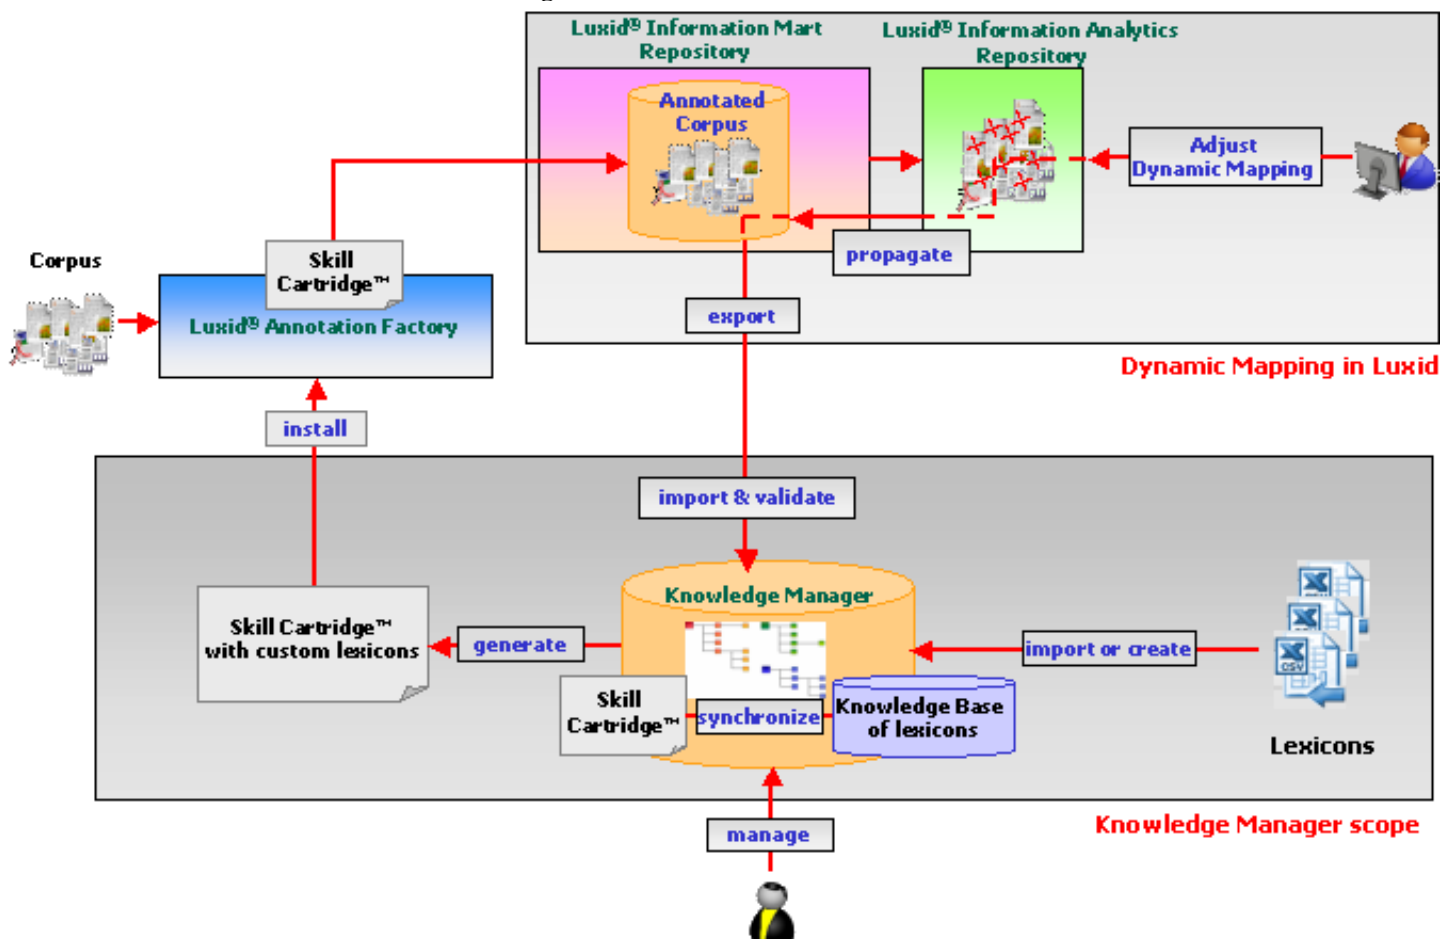 Luxid® Information Mart
Repository
Luxid® Information Analytics
Repository
Annotated
Corpus
Adjust
Dynamic Mapping
propagate
export
Dynamic Mapping in Luxid
Corpus
Skill
Cartridge™
Luxid® Annotation Factory
install
import & validate
Knowledge Manager
Skill Cartridge™
with custom lexicons
generate
import or create
Skill
Cartridge™
synchronize
Knowledge Base
of lexicons
X
X
X
CSV
Lexicons
Knowledge Manager scope
manage